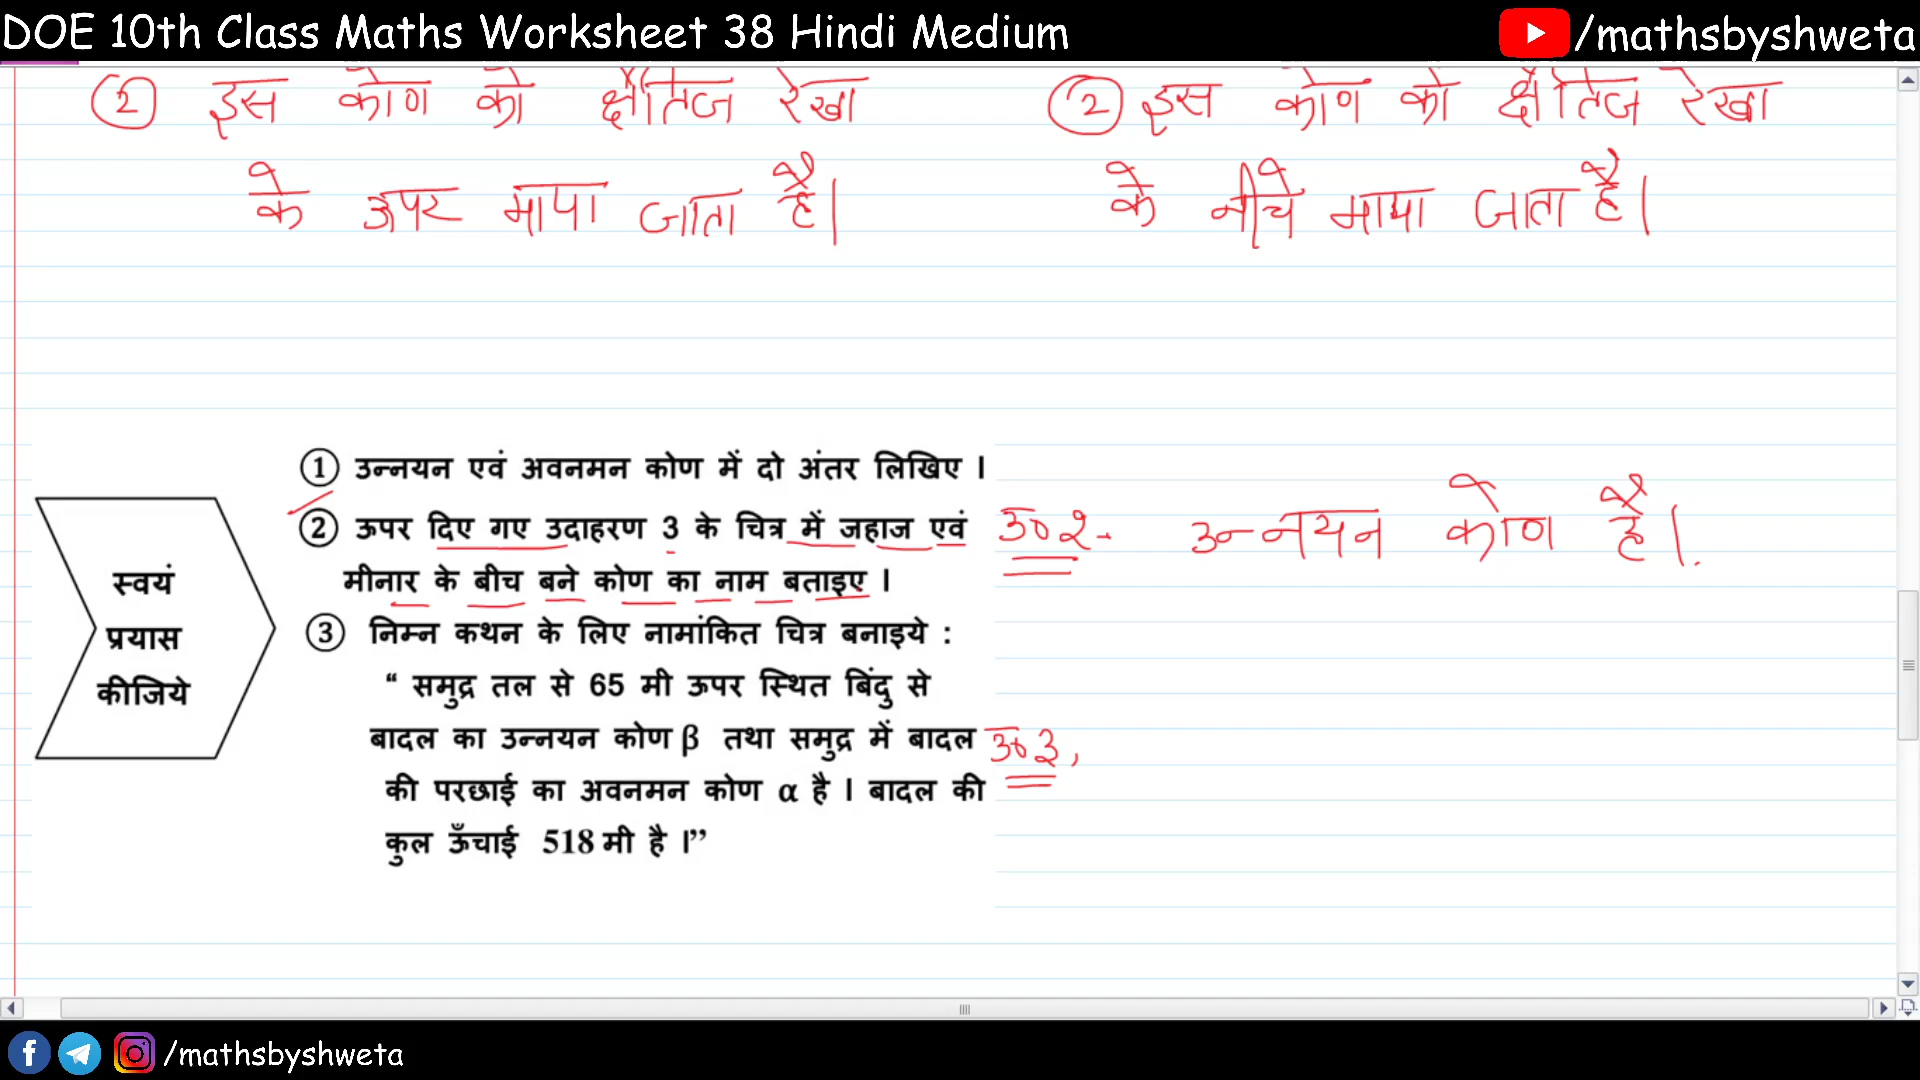 DOE 10th Class Maths Worksheet 38 Hindi Medium
/mathsbyshweta
② इस कोण को क्षैतिज रेखा
के ऊपर मापा जाता है।
② इस कोण को क्षैतिज रेखा
के नीचे मापा जाता है।
स्वयं
प्रयास
कीजिये
① उन्नयन एवं अवनमन कोण में दो अंतर लिखिए ।
② ऊपर दिए गए उदाहरण 3 के चित्र में जहाज एवं
मीनार के बीच बने कोण का नाम बताइए ।
③ निम्न कथन के लिए नामांकित चित्र बनाइये :
“ समुद्र तल से 65 मी ऊपर स्थित बिंदु से
बादल का उन्नयन कोण β तथा समुद्र में बादल
की परछाई का अवनमन कोण α है । बादल की
कुल ऊँचाई 518 मी है ।”
उ० २. उन्नयन कोण है।
उ० ३.
/mathsbyshweta